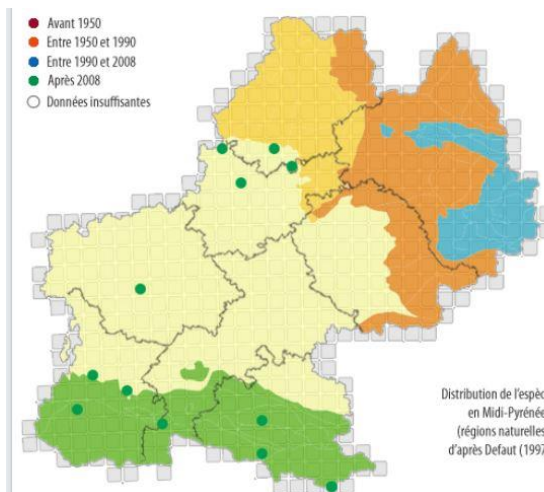 Avant 1950
Entre 1950 et 1990
Entre 1990 et 2008
Après 2008
Données insuffisantes
Distribution de l'espèc
en Midi-Pyrénée
(régions naturelles
d'après Defaut (1997